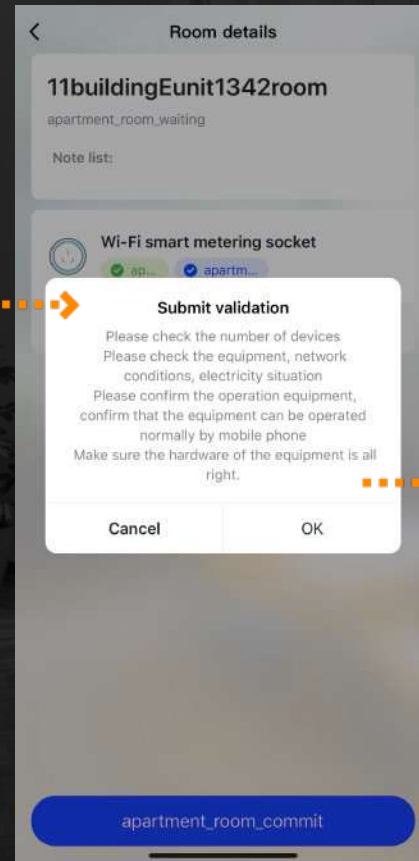 Room details
11buildingEunit1342room
apartment_room_waiting
Note list:
Wi-Fi smart metering socket
ap...
apartm...
Submit validation
Please check the number of devices
Please check the equipment, network
conditions, electricity situation
Please confirm the operation equipment,
confirm that the equipment can be operated
normally by mobile phone
Make sure the hardware of the equipment is all
right.
Cancel
OK
apartment_room_commit